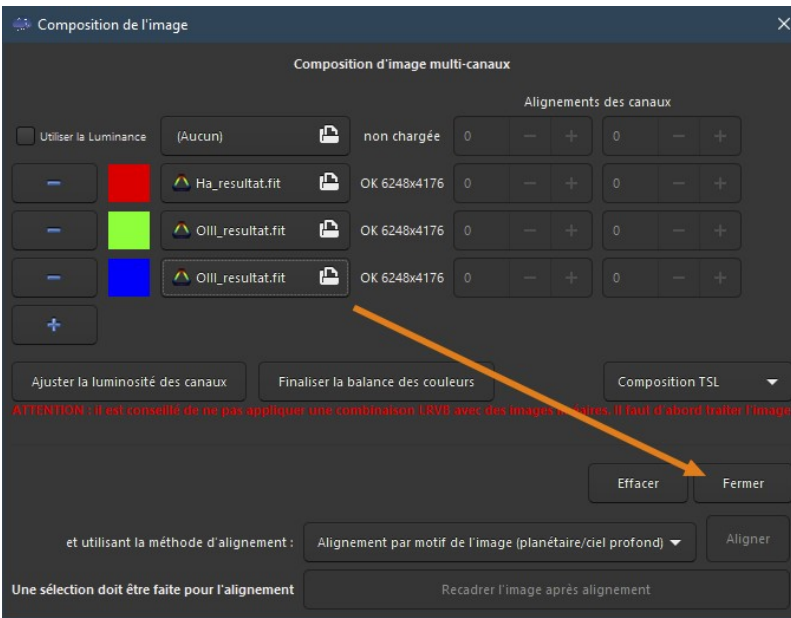 Composition de l'image
Composition d'image multi-canaux
Alignements des canaux
Utiliser la Luminance (Aucun) non chargée 0 0
Ha_resultat.fit OK 6248x4176 0 0
OIII_resultat.fit OK 6248x4176 0 0
OIII_resultat.fit OK 6248x4176 0 0
Ajuster la luminosité des canaux Finaliser la balance des couleurs Composition TSL
ATTENTION : il est conseillé de ne pas appliquer une combinaison LRVB avec des images linéaires. Il faut d'abord traiter l'image
Effacer Fermer
et utilisant la méthode d'alignement : Alignement par motif de l'image (planétaire/ciel profond) Aligner
Une sélection doit être faite pour l'alignement Recadrer l'image après alignement